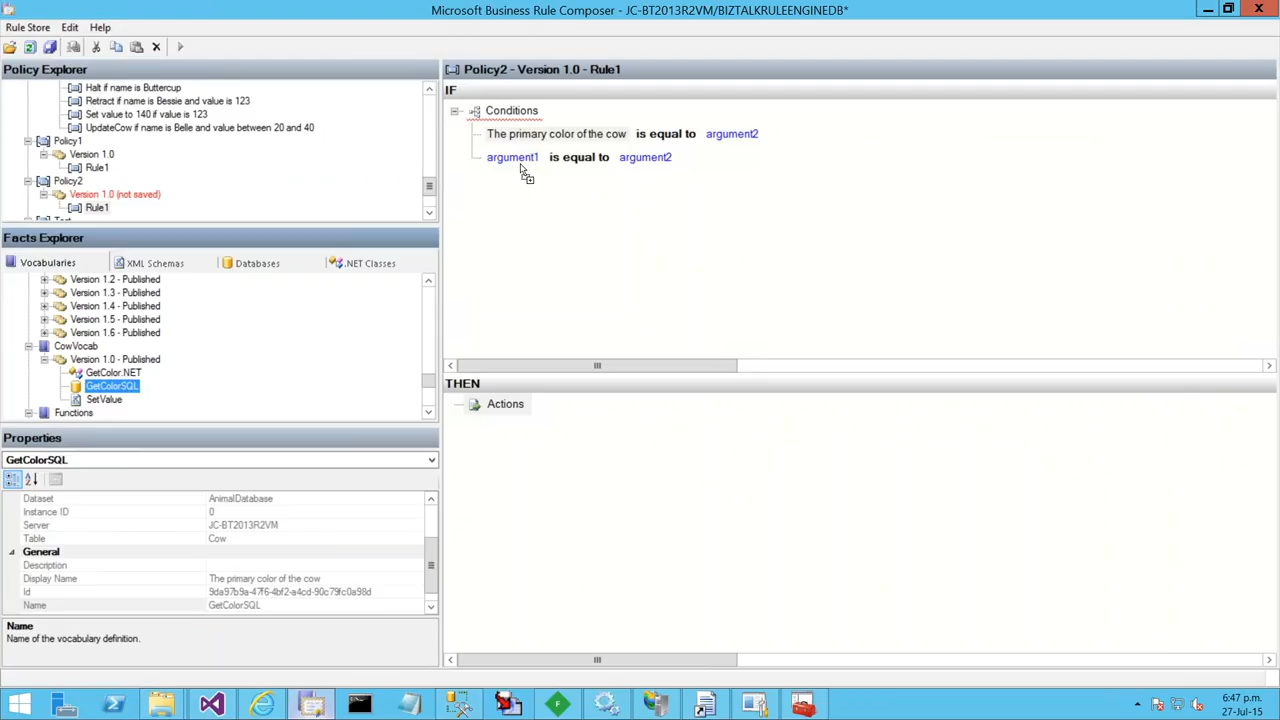 Microsoft Business Rule Composer - JC-BT2013R2VM/BIZTALKRULEENGINEDB*
Rule Store Edit Help
Policy Explorer
Halt if name is Buttercup
Retract if name is Bessie and value is 123
Set value to 140 if value is 123
UpdateCow if name is Belle and value between 20 and 40
Policy1
Version 1.0
Rule1
Policy2
Version 1.0 (not saved)
Rule1
Facts Explorer
Vocabularies XML Schemas Databases .NET Classes
Version 1.2 - Published
Version 1.3 - Published
Version 1.4 - Published
Version 1.5 - Published
Version 1.6 - Published
CowVocab
Version 1.0 - Published
GetColor.NET
GetColorSQL
SetValue
Functions
Properties
GetColorSQL
Dataset AnimalDatabase
Instance ID 0
Server JC-BT2013R2VM
Table Cow
General
Description
Display Name The primary color of the cow
Id 9da97b9a-47f6-4bf2-a4cd-90c79fc0a98d
Name GetColorSQL
Name
Name of the vocabulary definition.
Policy2 - Version 1.0 - Rule1
IF
Conditions
The primary color of the cow is equal to argument2
argument1 is equal to argument2
THEN
Actions
6:47 p.m.
27-Jul-15